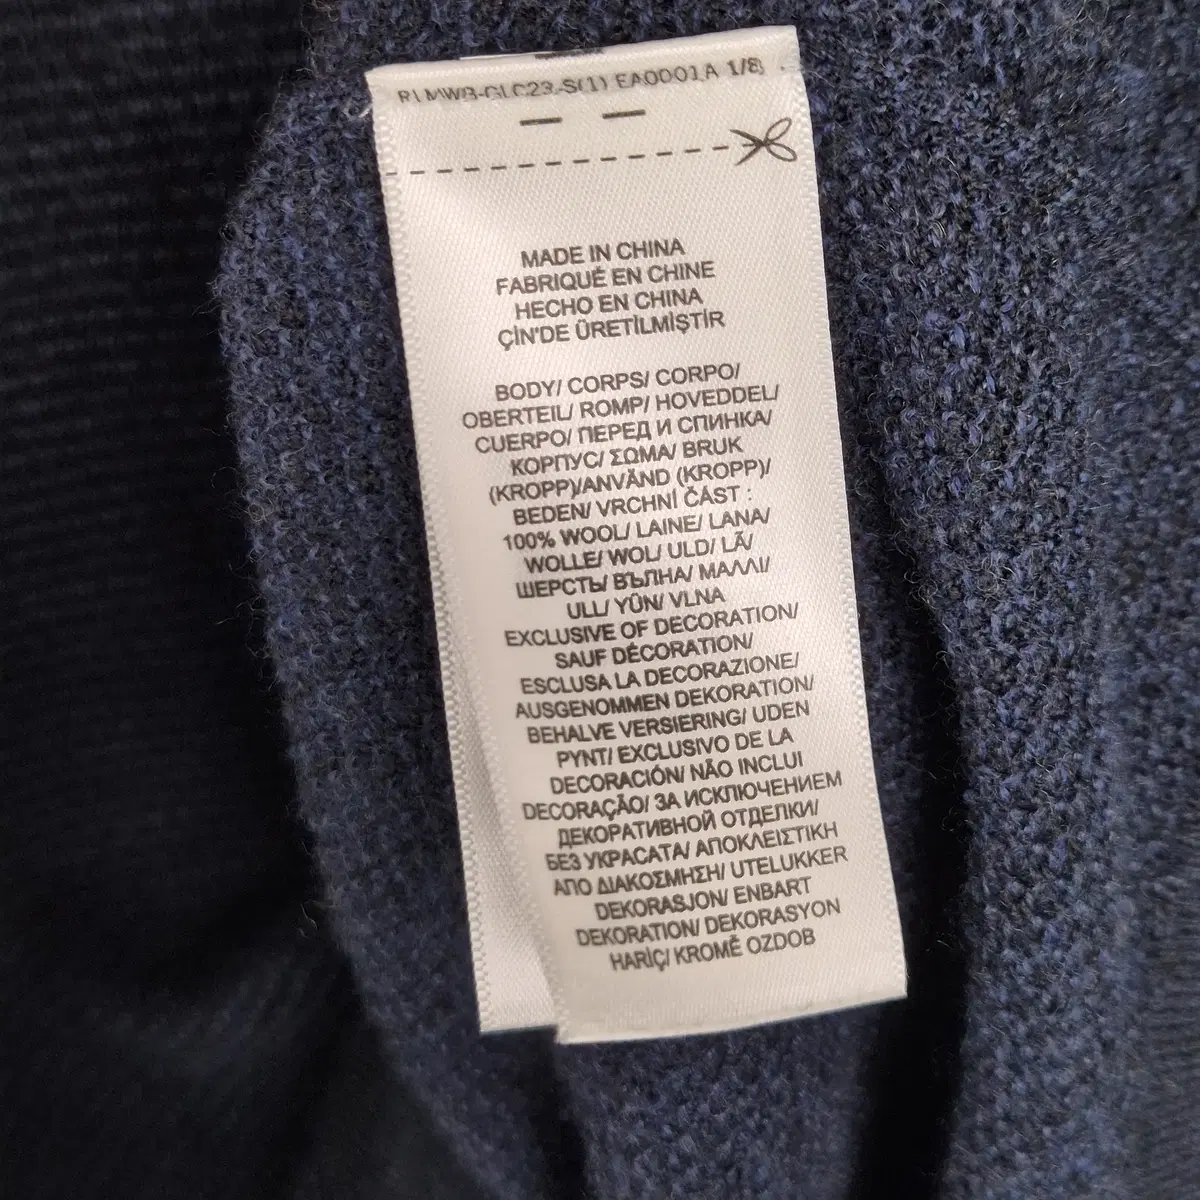 RLMWB-GLC23-S(1) EA0D01A 1/8
MADE IN CHINA
FABRIQUÉ EN CHINE
HECHO EN CHINA
ÇİN'DE ÜRETİLMİŞTİR
BODY/ CORPS/ CORPO/
OBERTEIL/ ROMP/ HOVEDDEL/
CUERPO/ ПЕРЕД И СПИНКА/
КОРПУС/ ΣΩΜΑ/ BRUK
(KROPP)/ANVÄND (KROPP)/
BEDEN/ VRCHNÍ ČÁST :
100% WOOL/ LAINE/ LANA/
WOLLE/ WOL/ ULD/ LÃ/
ШЕРСТЬ/ ВЪЛНА/ ΜΑΛΛΙ/
ULL/ YÜN/ VLNA
EXCLUSIVE OF DECORATION/
SAUF DÉCORATION/
ESCLUSA LA DECORAZIONE/
AUSGENOMMEN DEKORATION/
BEHALVE VERSIERING/ UDEN
PYNT/ EXCLUSIVO DE LA
DECORACIÓN/ NÃO INCLUI
DECORAÇÃO/ ЗА ИСКЛЮЧЕНИЕМ
ДЕКОРАТИВНОЙ ОТДЕЛКИ/
БЕЗ УКРАСАТА/ ΑΠΟΚΛΕΙΣΤΙΚΗ
ΑΠΟ ΔΙΑΚΟΣΜΗΣΗ/ UTELUKKER
DEKORASJON/ ENBART
DEKORATION/ DEKORASYON
HARİÇ/ KROMĚ OZDOB